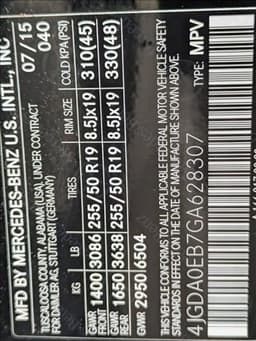 MFD BY MERCEDES-BENZ U.S. INTL., INC
TUSCALOOSA COUNTY, ALABAMA (USA), UNDER CONTRACT
FOR DAIMLER AG, STUTTGART (GERMANY)
07/15
040
KG LB TIRES RIM SIZE COLD KPA(PSI)
GAWR FRONT 1400 3086 255/50 R19 8.5Jx19 310(45)
GAWR REAR 1650 3638 255/50 R19 8.5Jx19 330(48)
GVWR 2950 6504
THIS VEHICLE CONFORMS TO ALL APPLICABLE FEDERAL MOTOR VEHICLE SAFETY
STANDARDS IN EFFECT ON THE DATE OF MANUFACTURE SHOWN ABOVE.
4JGDA0EB7GA628307 TYPE: MPV